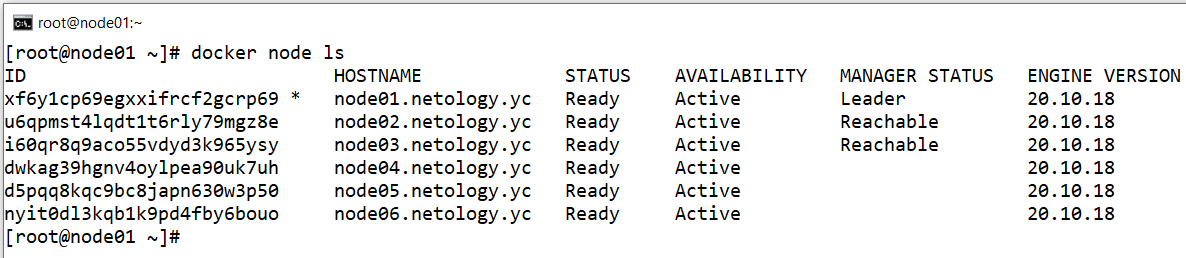 root@node01:~
[root@node01 ~]# docker node ls
ID HOSTNAME STATUS AVAILABILITY MANAGER STATUS ENGINE VERSION
xf6y1cp69egxxifrcf2gcrp69 * node01.netology.yc Ready Active Leader 20.10.18
u6qpmst4lqdt1t6rly79mgz8e node02.netology.yc Ready Active Reachable 20.10.18
i60qr8q9aco55vdyd3k965ysy node03.netology.yc Ready Active Reachable 20.10.18
dwkag39hgnv4oylpea90uk7uh node04.netology.yc Ready Active 20.10.18
d5pqq8kqc9bc8japn630w3p50 node05.netology.yc Ready Active 20.10.18
nyit0dl3kqb1k9pd4fby6bouo node06.netology.yc Ready Active 20.10.18
[root@node01 ~]#